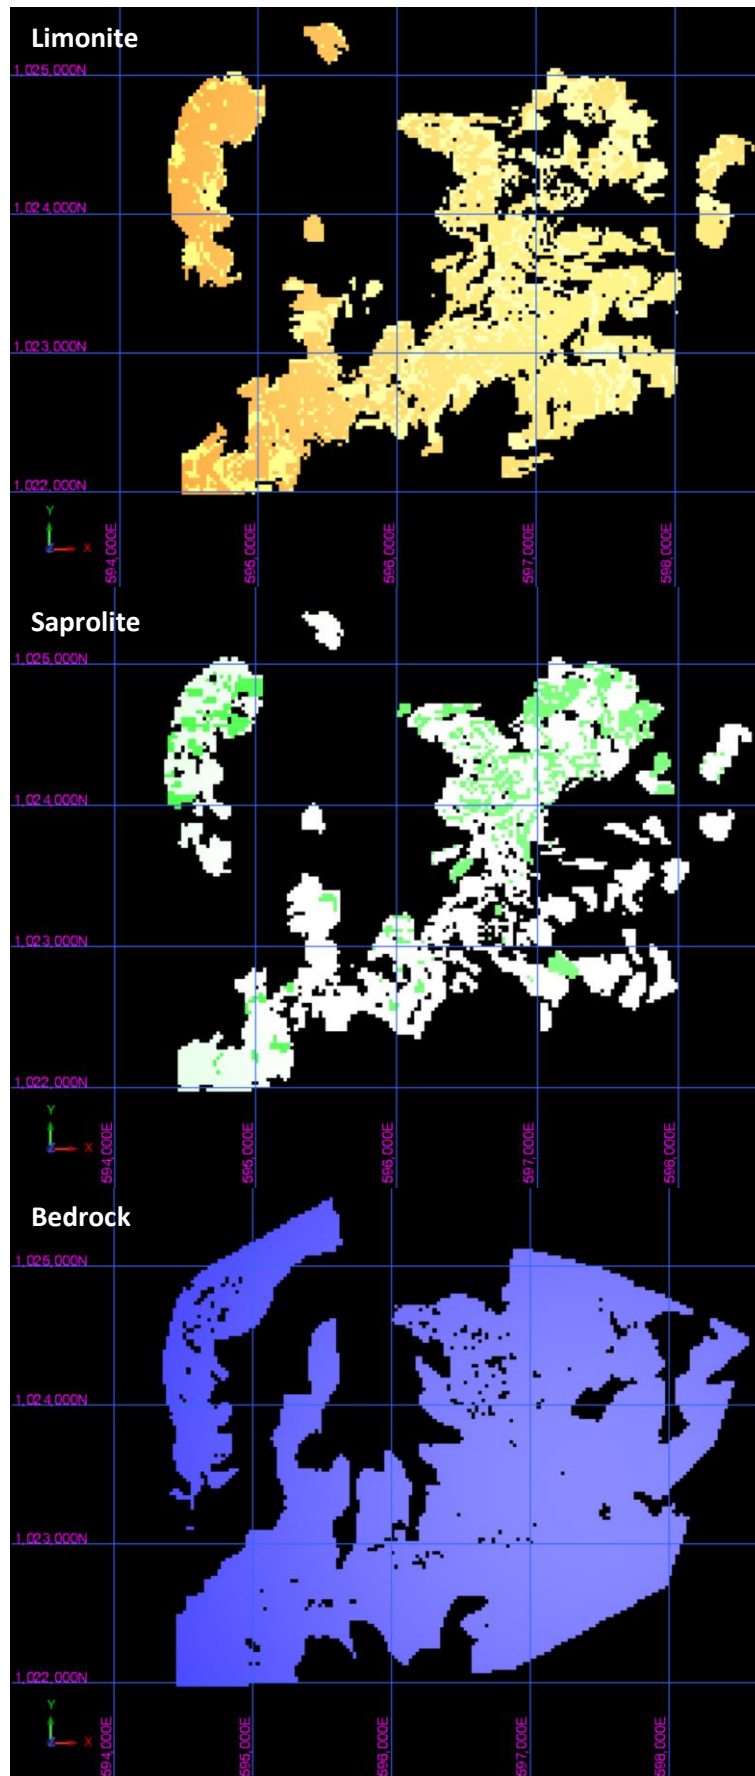 Limonite
1,025,000N
1,024,000N
1,023,000N
1,022,000N
Y
Z
X
594,000E
595,000E
596,000E
597,000E
598,000E
Saprolite
1,025,000N
1,024,000N
1,023,000N
1,022,000N
Y
Z
X
594,000E
595,000E
596,000E
597,000E
598,000E
Bedrock
1,025,000N
1,024,000N
1,023,000N
1,022,000N
Y
Z
X
594,000E
595,000E
596,000E
597,000E
598,000E